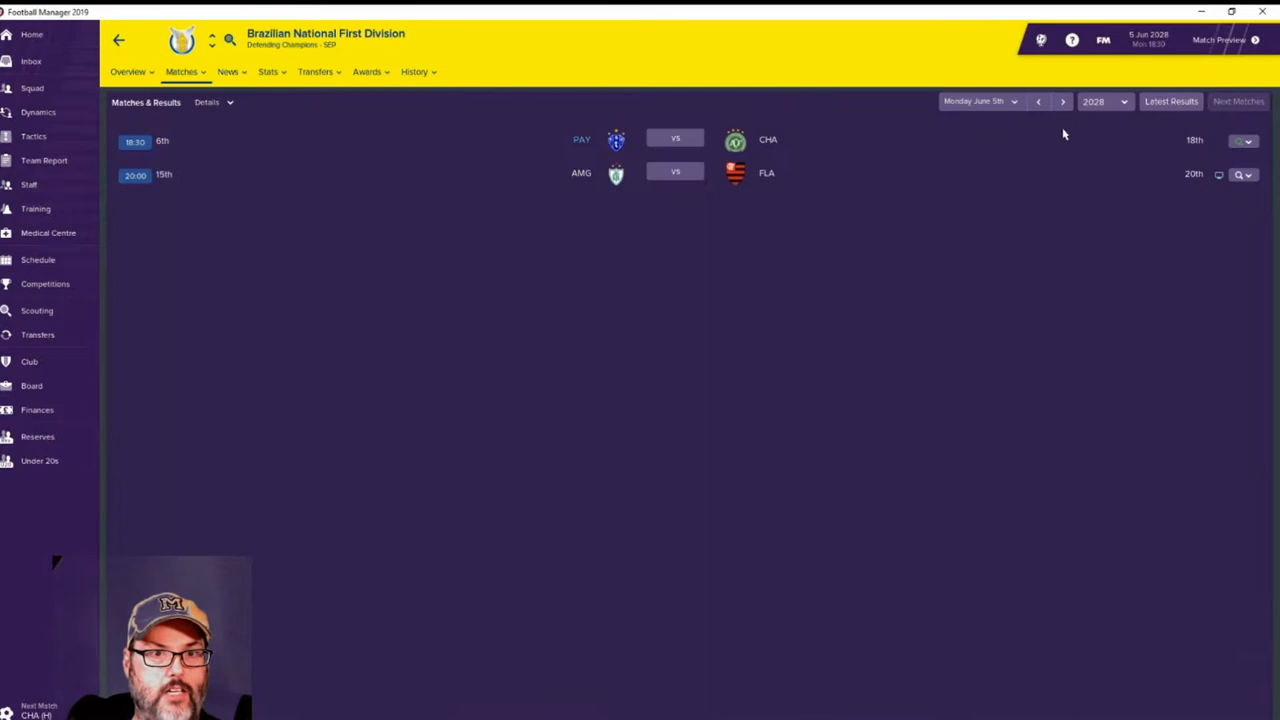 Football Manager 2019
Home
Inbox
Squad
Dynamics
Tactics
Team Report
Staff
Training
Medical Centre
Schedule
Competitions
Scouting
Transfers
Club
Board
Finances
Reserves
Under 20s
Next Match
CHA (H)
Brazilian National First Division
Defending Champions - SEP
5 Jun 2028
Mon 18:30
FM
Match Preview
Overview
Matches
News
Stats
Transfers
Awards
History
Matches & Results
Details
Monday June 5th
2028
Latest Results
Next Matches
18:30 6th PAY vs CHA 18th
20:00 15th AMG vs FLA 20th
M